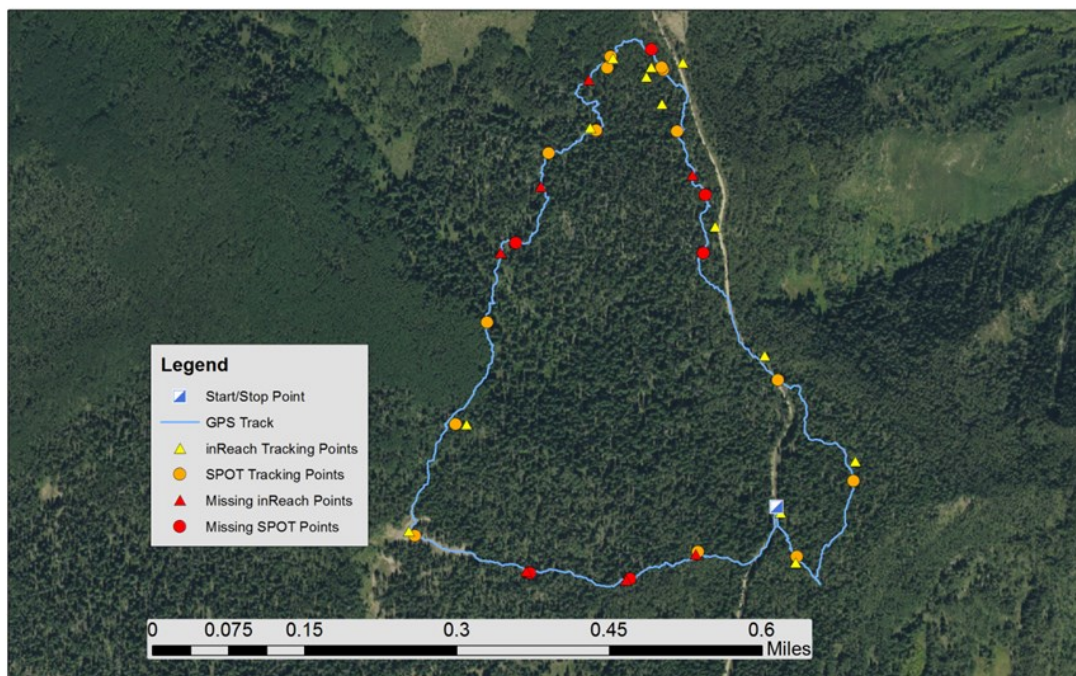 Legend
Start/Stop Point
GPS Track
inReach Tracking Points
SPOT Tracking Points
Missing inReach Points
Missing SPOT Points
0 0.075 0.15 0.3 0.45 0.6
Miles